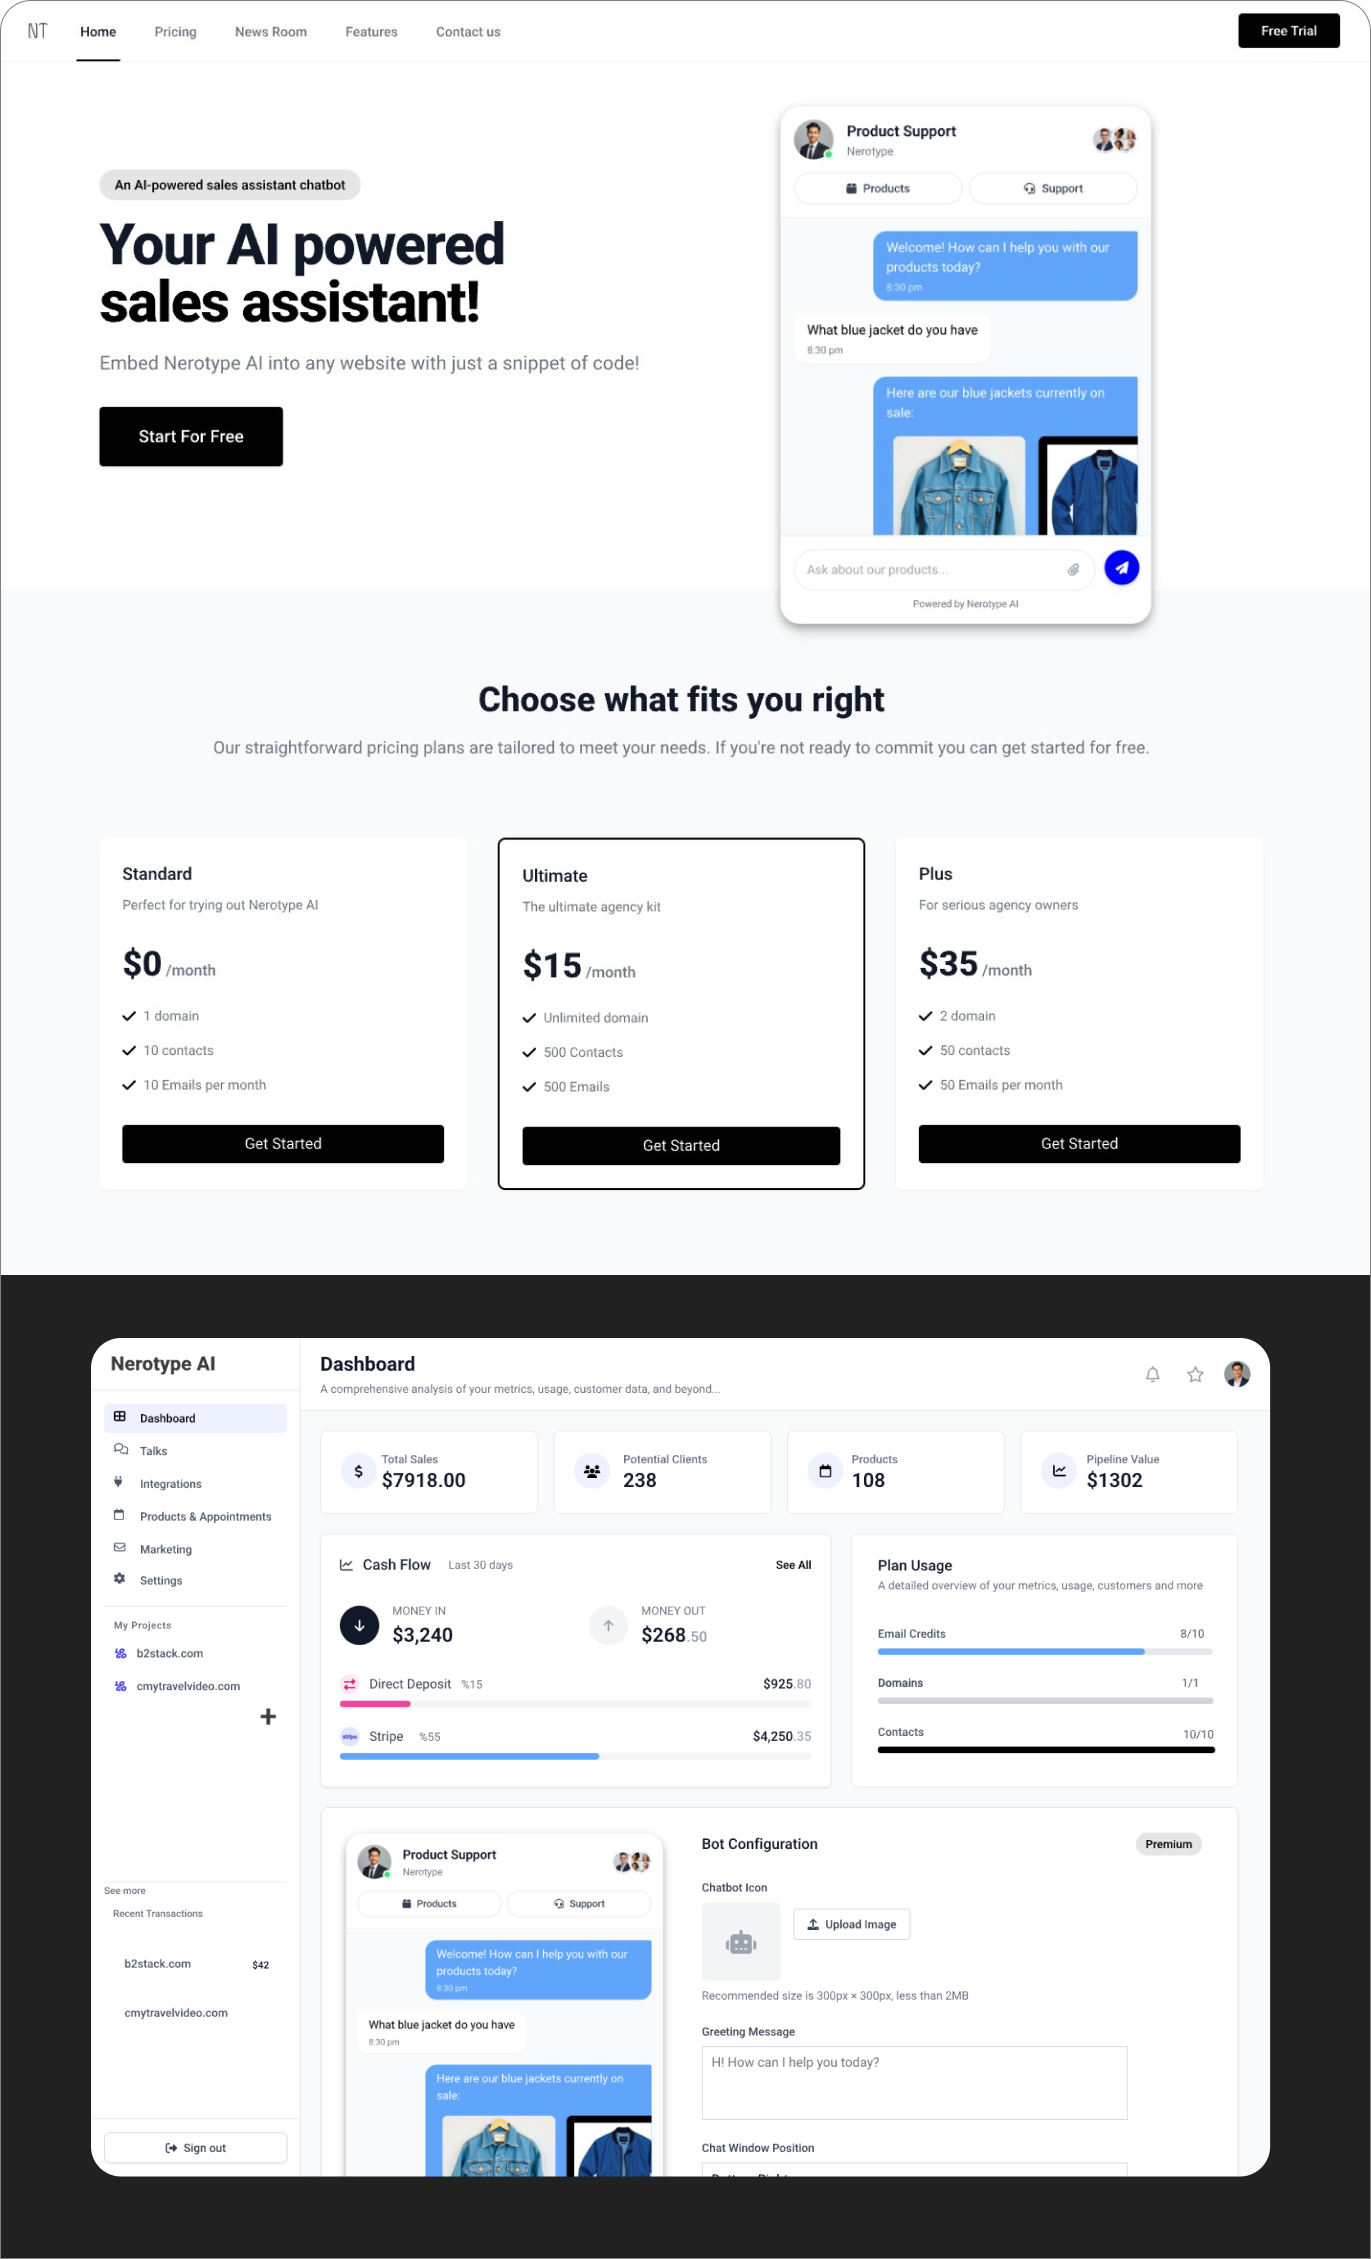 NT
Home
Pricing
News Room
Features
Contact us
Free Trial
An AI-powered sales assistant chatbot
Your AI powered
sales assistant!
Embed Nerotype AI into any website with just a snippet of code!
Start For Free
Product Support
Nerotype
Products
Support
Welcome! How can I help you with our
products today?
8:30 pm
What blue jacket do you have
8:30 pm
Here are our blue jackets currently on
sale:
Ask about our products...
Powered by Nerotype AI
Choose what fits you right
Our straightforward pricing plans are tailored to meet your needs. If you're not ready to commit you can get started for free.
Standard
Perfect for trying out Nerotype AI
$0 /month
1 domain
10 contacts
10 Emails per month
Get Started
Ultimate
The ultimate agency kit
$15 /month
Unlimited domain
500 Contacts
500 Emails
Get Started
Plus
For serious agency owners
$35 /month
2 domain
50 contacts
50 Emails per month
Get Started
Nerotype AI
Dashboard
Talks
Integrations
Products & Appointments
Marketing
Settings
My Projects
b2stack.com
cmytravelvideo.com
+
See more
Recent Transactions
b2stack.com $42
cmytravelvideo.com
Sign out
Dashboard
A comprehensive analysis of your metrics, usage, customer data, and beyond...
Total Sales
$7918.00
Potential Clients
238
Products
108
Pipeline Value
$1302
Cash Flow Last 30 days See All
MONEY IN
$3,240
MONEY OUT
$268.50
Direct Deposit %15 $925.80
stripe Stripe %55 $4,250.35
Plan Usage
A detailed overview of your metrics, usage, customers and more
Email Credits 8/10
Domains 1/1
Contacts 10/10
Product Support
Nerotype
Products
Support
Welcome! How can I help you with our
products today?
8:30 pm
What blue jacket do you have
8:30 pm
Here are our blue jackets currently on
sale:
Bot Configuration
Premium
Chatbot Icon
Upload Image
Recommended size is 300px × 300px, less than 2MB
Greeting Message
H! How can I help you today?
Chat Window Position